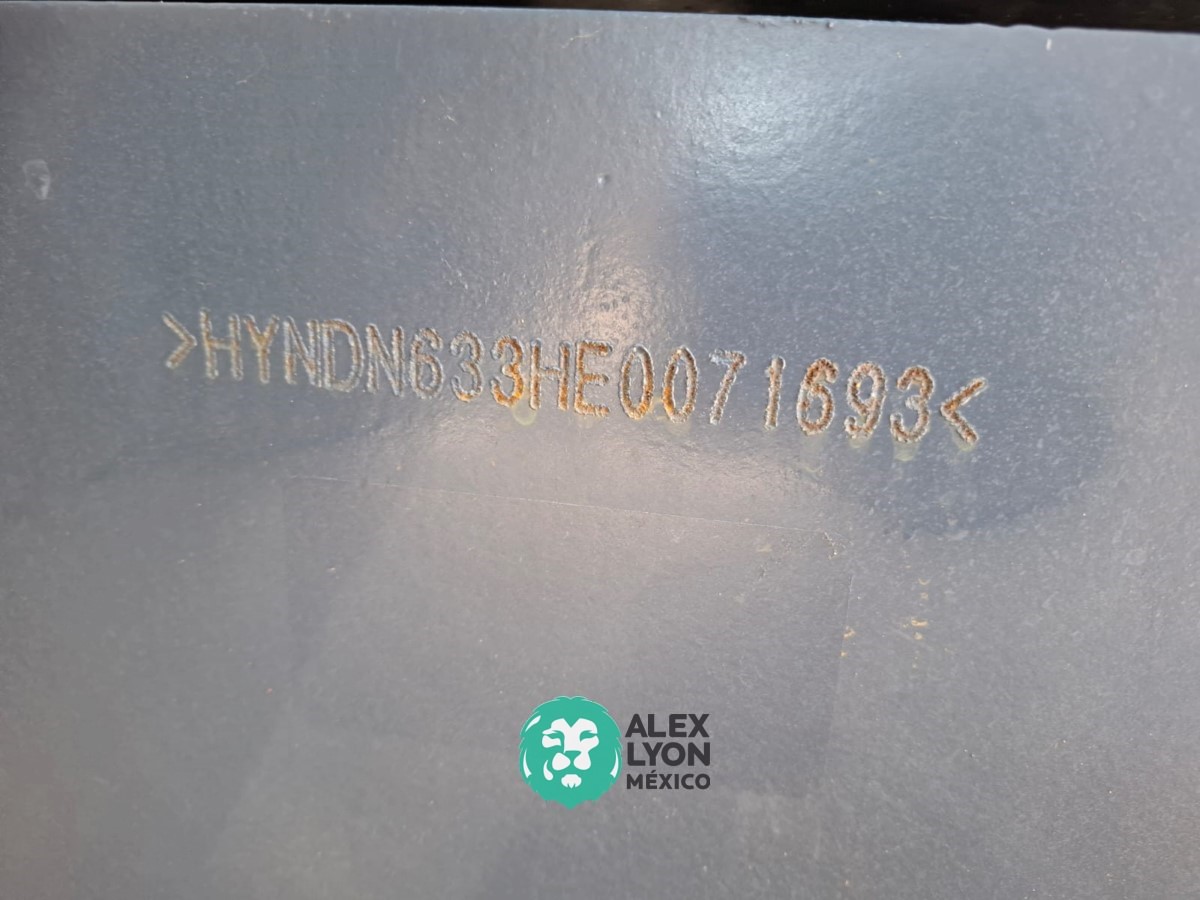 >HYNDN633HE0071693<
ALEX
LYON
MÉXICO